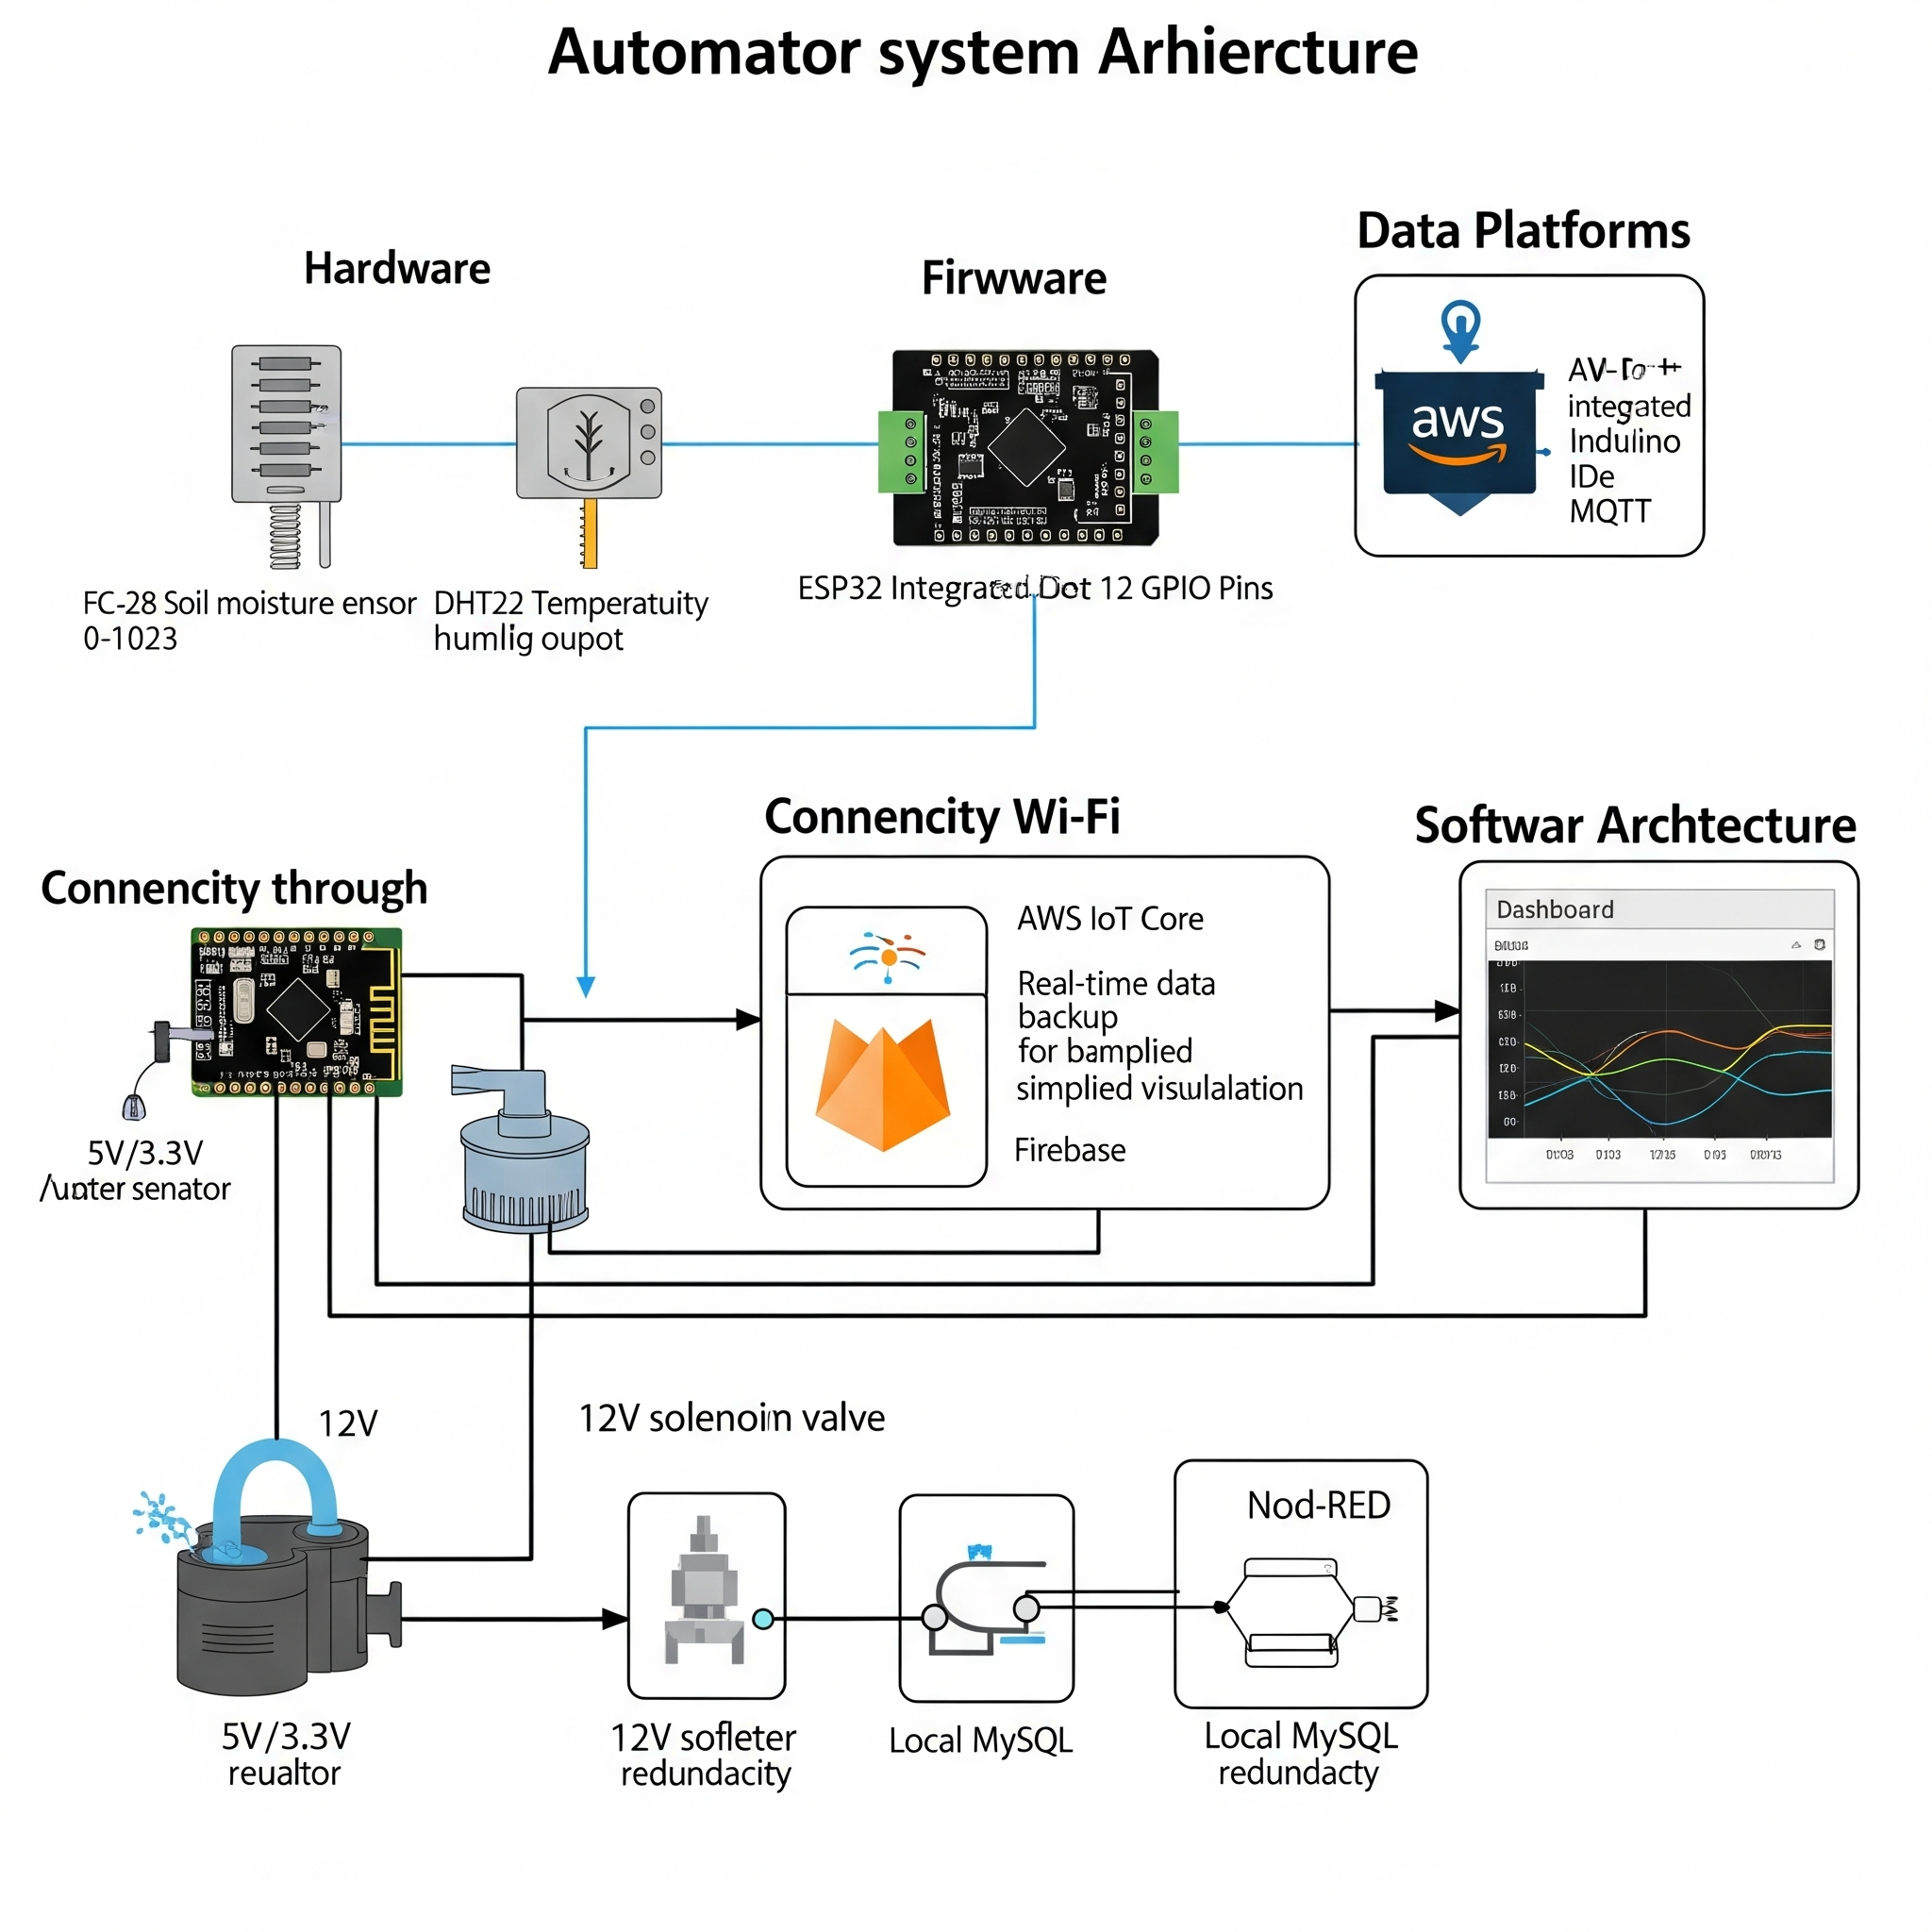 Automator system Arhiercture
Hardware
Firwware
Data Platforms
aws
integrated
Indulino
IDe
MQTT
FC-28 Soil moisture ensor
0-1023
DHT22 Temperatuity
humlig oupot
ESP32 Integrated 12 GPIO Pins
Connencity through
Connencity Wi-Fi
Softwar Archtecture
AWS IoT Core
Real-time data
backup
for bamplied
simplied visulalation
Firebase
Dashboard
5V/3.3V
senator
12V
12V solenoin valve
Nod-RED
5V/3.3V
reualtor
12V sofleter
redundacity
Local MySQL
Local MySQL
redundacty